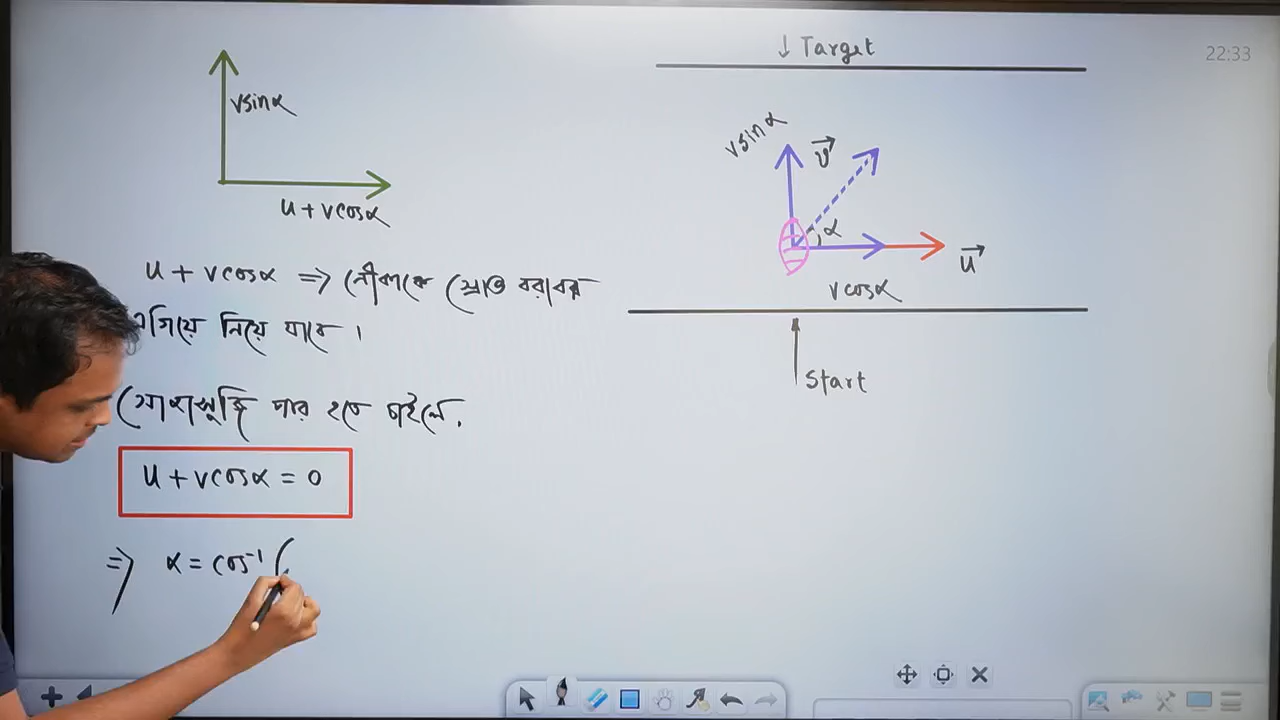 vsinα
u + vcosα
u + vcosα => নৌকাকে স্রোত বরাবর
এগিয়ে নিয়ে যাবে ।
সোজাসুজি পার হতে চাইলে,
u + vcosα = 0
=> α = cos⁻¹ (
↓ Target
22:33
vsinα
v⃗
α
u⃗
vcosα
Start